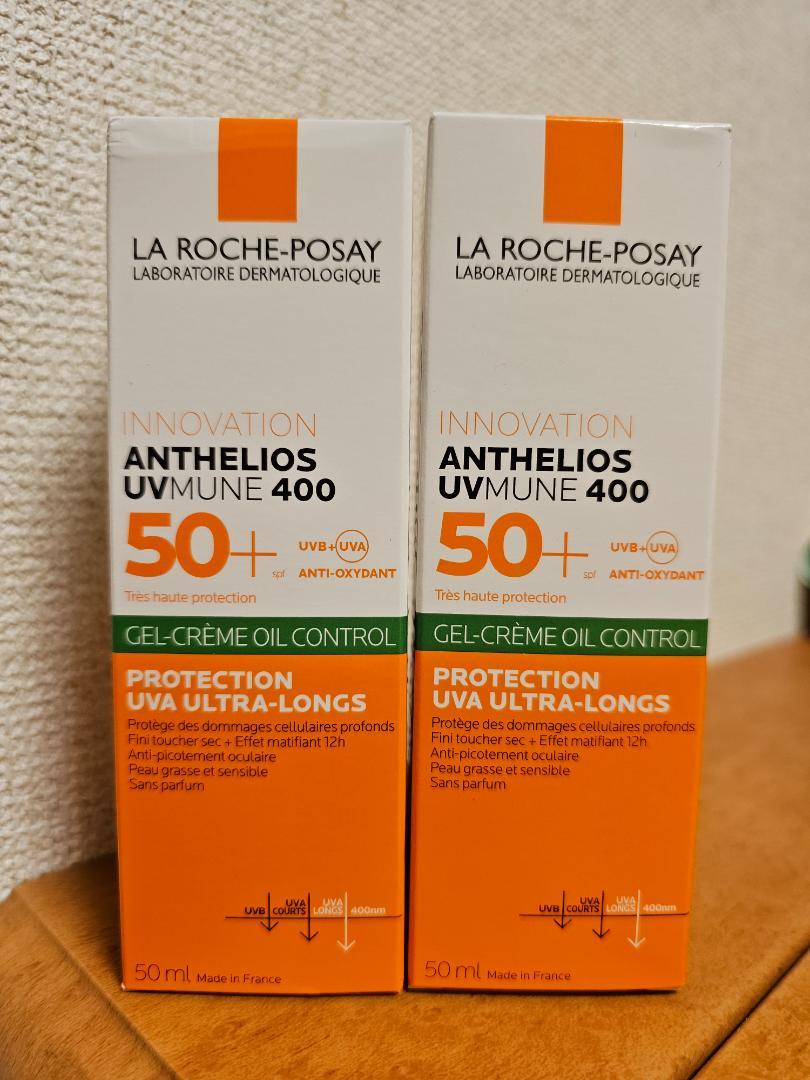 LA ROCHE-POSAY
LABORATOIRE DERMATOLOGIQUE
INNOVATION
ANTHELIOS
UVMUNE 400
50+ spf
UVB+UVA
ANTI-OXYDANT
Très haute protection
GEL-CRÈME OIL CONTROL
PROTECTION
UVA ULTRA-LONGS
Protège des dommages cellulaires profonds
Fini toucher sec + Effet matifiant 12h
Anti-picotement oculaire
Peau grasse et sensible
Sans parfum
UVB UVA COURTS UVA LONGS 400nm
50 ml Made in France
LA ROCHE-POSAY
LABORATOIRE DERMATOLOGIQUE
INNOVATION
ANTHELIOS
UVMUNE 400
50+ spf
UVB+UVA
ANTI-OXYDANT
Très haute protection
GEL-CRÈME OIL CONTROL
PROTECTION
UVA ULTRA-LONGS
Protège des dommages cellulaires profonds
Fini toucher sec + Effet matifiant 12h
Anti-picotement oculaire
Peau grasse et sensible
Sans parfum
UVB UVA COURTS UVA LONGS 400nm
50 ml Made in France